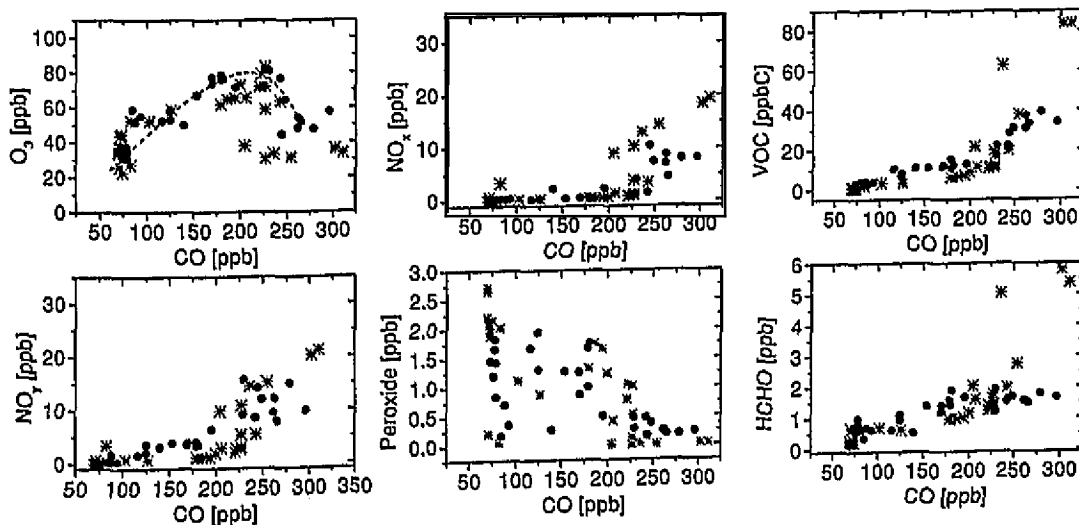 100
80
60
40
20
0
O₃ [ppb]
50 100 150 200 250 300
CO [ppb]
30
20
10
0
NOₓ [ppb]
50 100 150 200 250 300
CO [ppb]
80
60
40
20
0
VOC [ppbC]
50 100 150 200 250 300
CO [ppb]
30
20
10
0
NOᵧ [ppb]
50 100 150 200 250 300 350
CO [ppb]
3.0
2.5
2.0
1.5
1.0
0.5
0.0
Peroxide [ppb]
50 100 150 200 250 300
CO [ppb]
6
5
4
3
2
1
0
HCHO [ppb]
50 100 150 200 250 300
CO [ppb]